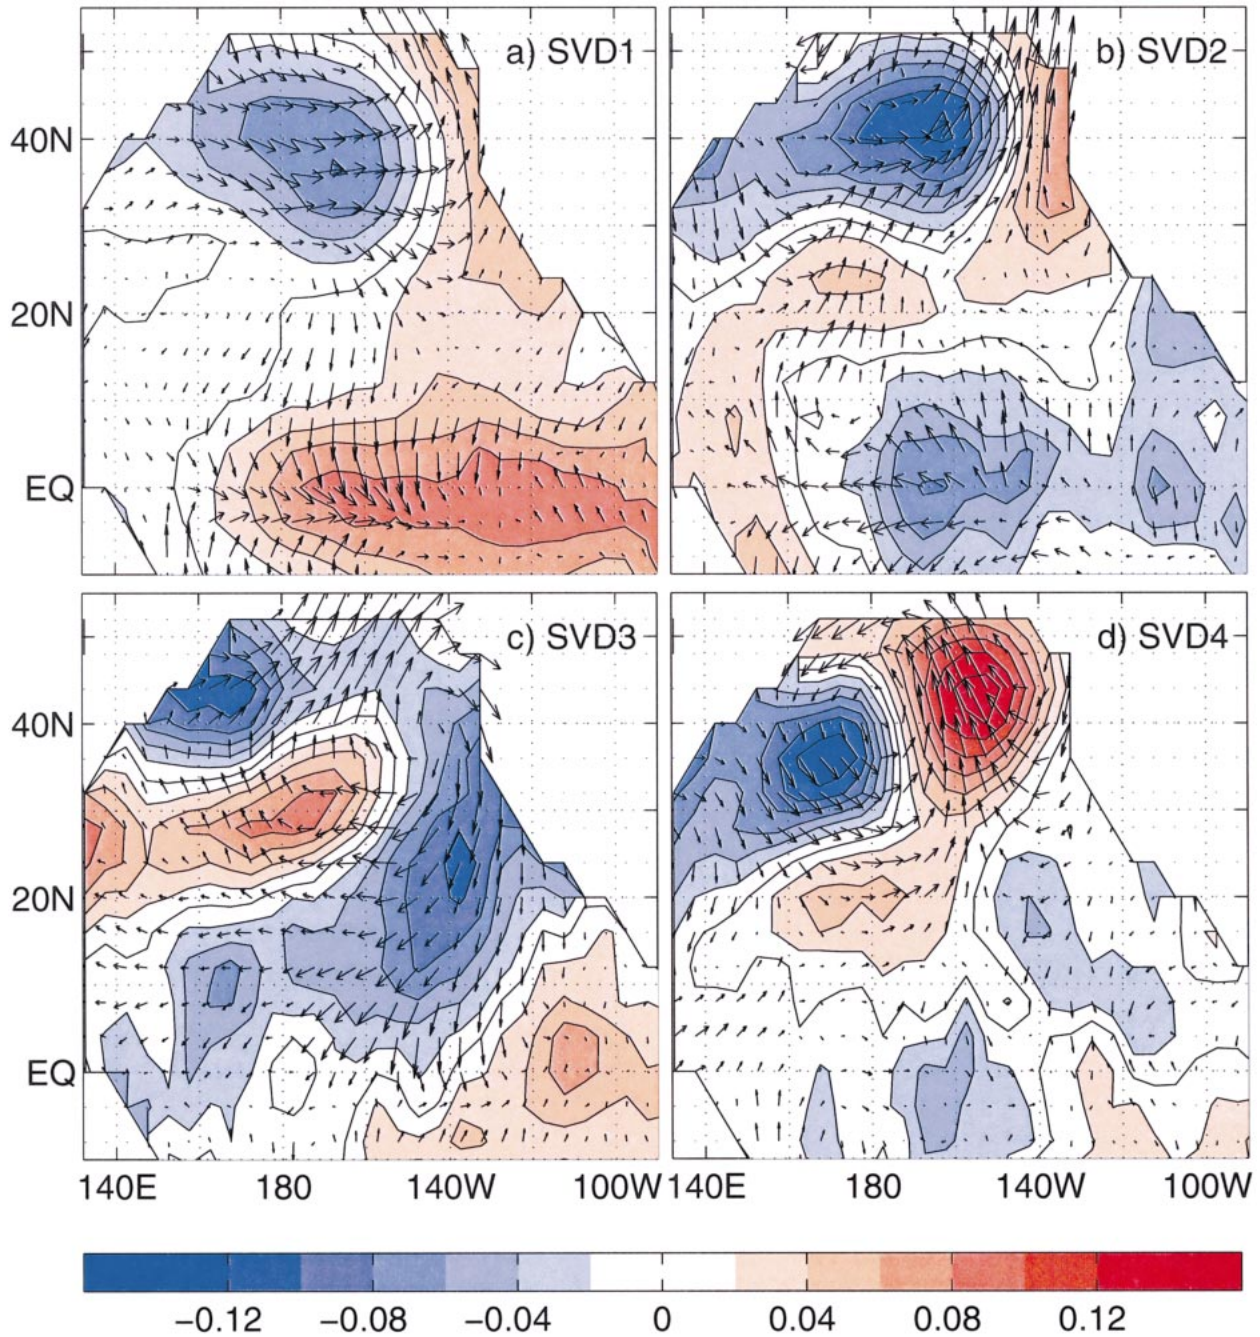 a) SVD1
b) SVD2
40N
20N
EQ
c) SVD3
d) SVD4
40N
20N
EQ
140E 180 140W 100W 140E 180 140W 100W
−0.12 −0.08 −0.04 0 0.04 0.08 0.12